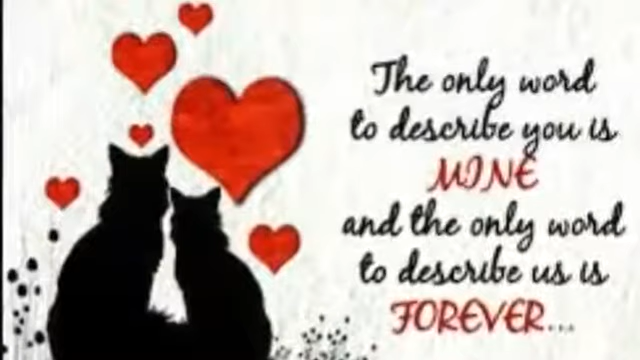 The only word
to describe you is
MINE
and the only word
to describe us is
FOREVER...